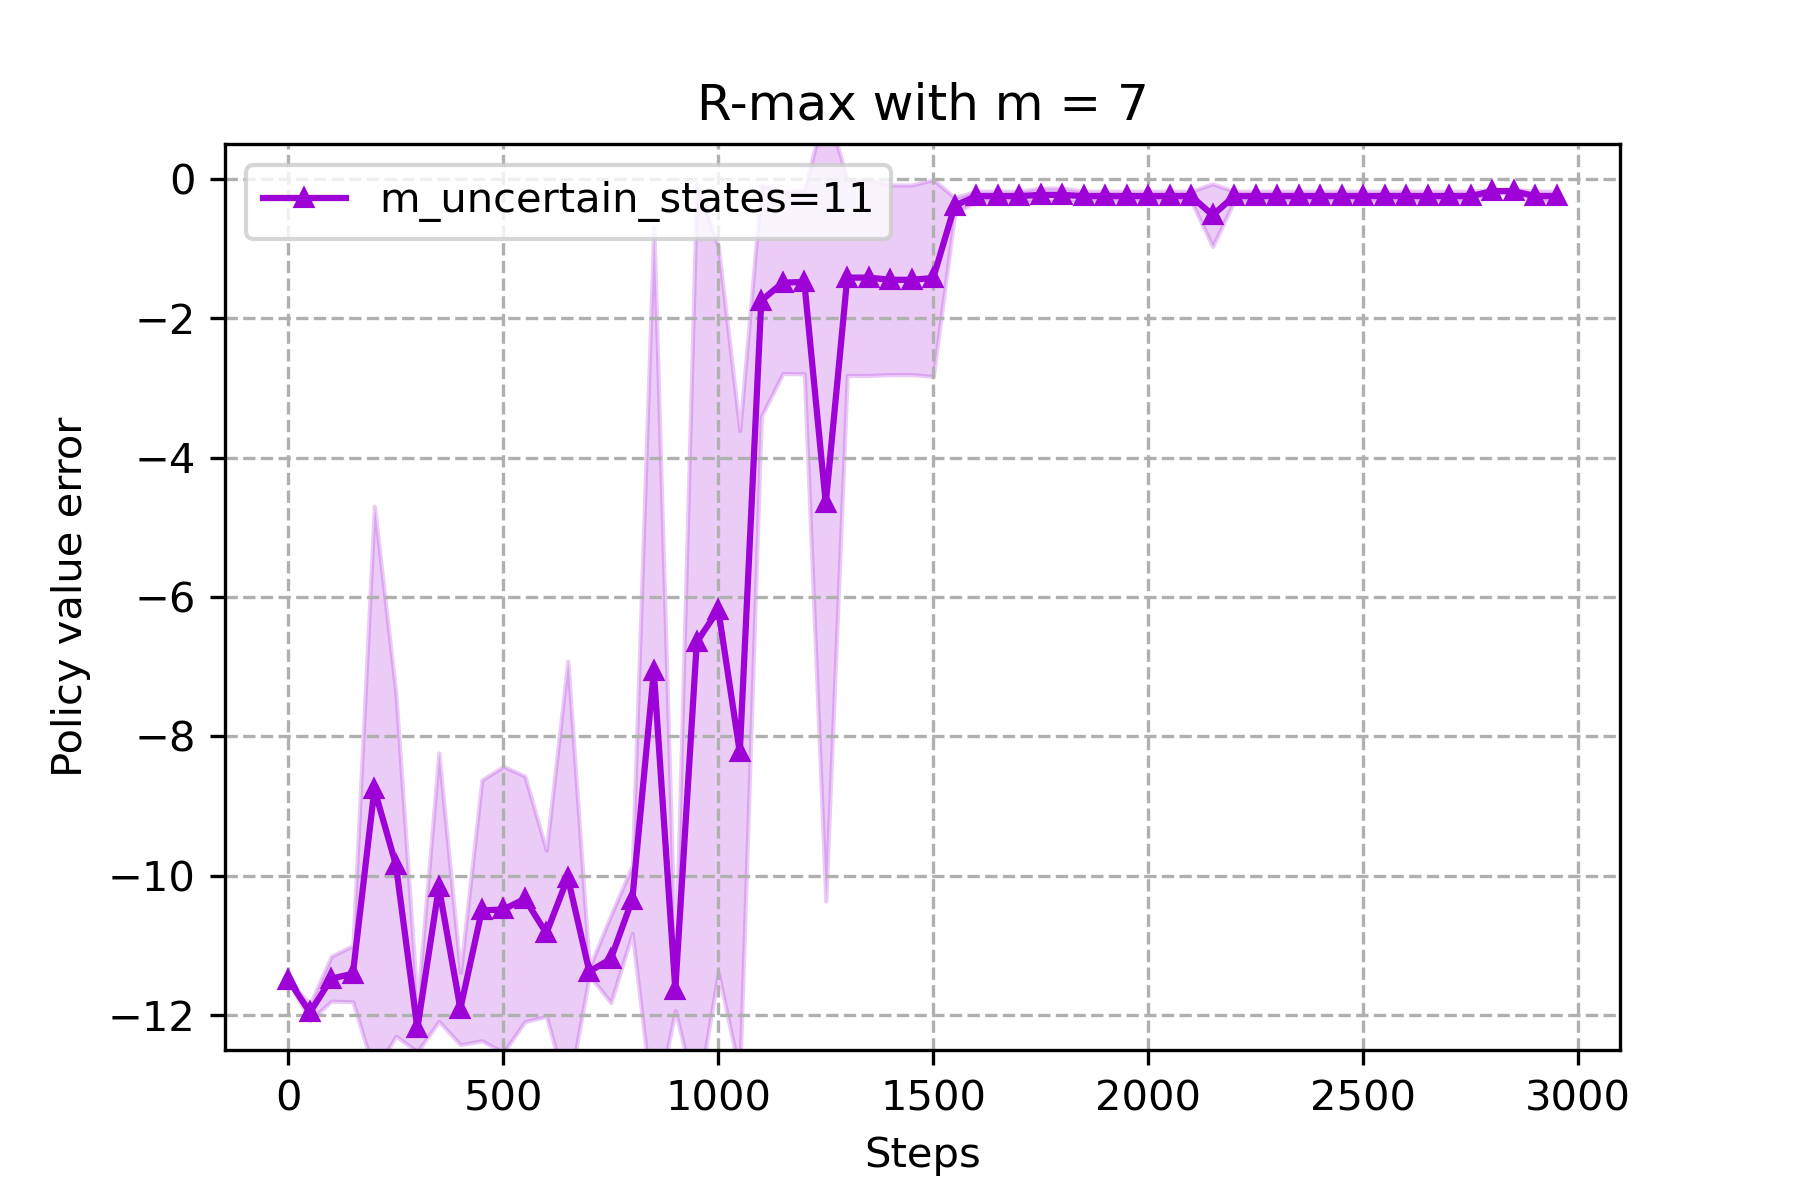 R-max with m = 7
m_uncertain_states=11
0
−2
−4
−6
−8
−10
−12
Policy value error
0 500 1000 1500 2000 2500 3000
Steps